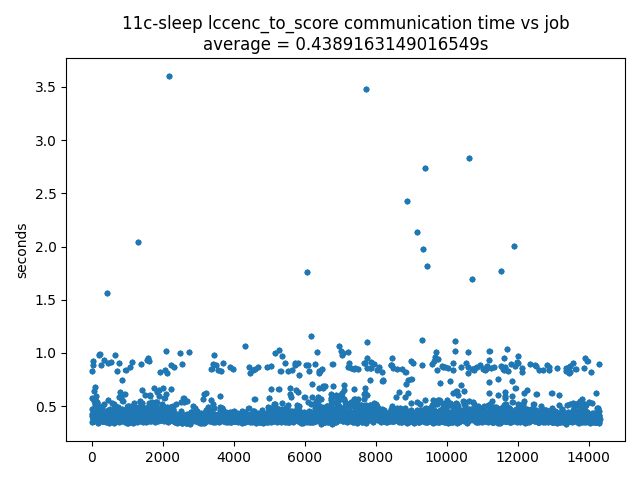 11c-sleep lccenc_to_score communication time vs job
average = 0.4389163149016549s
seconds
3.5
3.0
2.5
2.0
1.5
1.0
0.5
0 2000 4000 6000 8000 10000 12000 14000